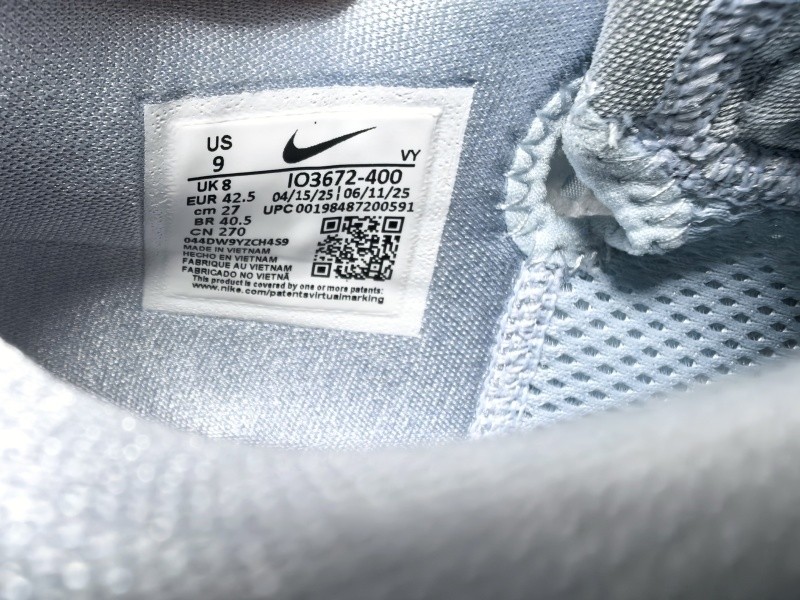 US
9
VY
UK 8
EUR 42.5
cm 27
BR 40.5
CN 270
IO3672-400
04/15/25 06/11/25
UPC 00198487200591
044DW9YZCH4S9
MADE IN VIETNAM
HECHO EN VIETNAM
FABRIQUE AU VIETNAM
FABRICADO NO VIETNÃ
This product is covered by one or more patents:
www.nike.com/patentsvirtualmarking